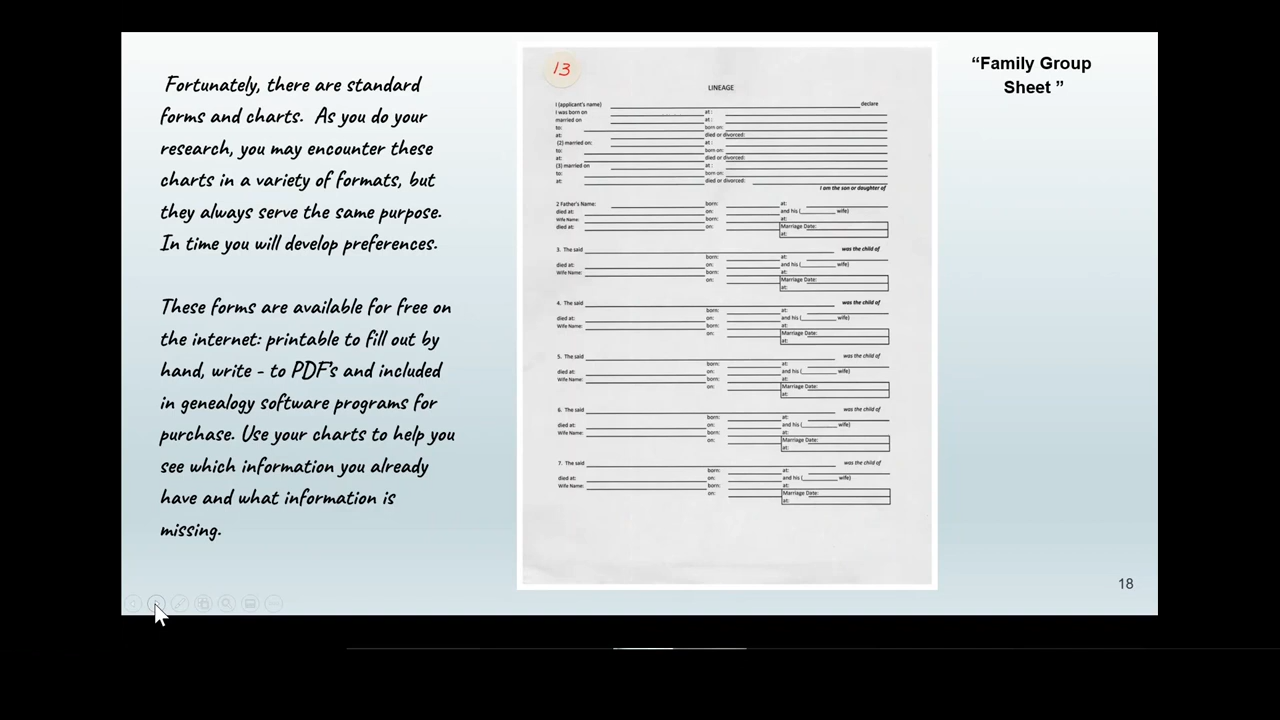 Fortunately, there are standard
forms and charts. As you do your
research, you may encounter these
charts in a variety of formats, but
they always serve the same purpose.
In time you will develop preferences.
These forms are available for free on
the internet: printable to fill out by
hand, write - to PDF's and included
in genealogy software programs for
purchase. Use your charts to help you
see which information you already
have and what information is
missing.
13
LINEAGE
I (applicant's name) declare
I was born on at :
married on at :
to: born on:
at: died or divorced:
(2) married on: at :
to: born on:
at: died or divorced:
(3) married on at :
to: born on:
at: died or divorced:
I am the son or daughter of
2 Father's Name: born: at:
died at: on: and his (________ wife)
Wife Name: born: at:
died at: on: Marriage Date:
at:
3. The said was the child of
born: at:
died at: on: and his (________ wife)
Wife Name: born: at:
on: Marriage Date:
at:
4. The said was the child of
born: at:
died at: on: and his (________ wife)
Wife Name: born: at:
on: Marriage Date:
at:
5. The said was the child of
born: at:
died at: on: and his (________ wife)
Wife Name: born: at:
on: Marriage Date:
at:
6. The said was the child of
born: at:
died at: on: and his (________ wife)
Wife Name: born: at:
on: Marriage Date:
at:
7. The said was the child of
born: at:
died at: on: and his (________ wife)
Wife Name: born: at:
on: Marriage Date:
at:
“Family Group
Sheet ”
18